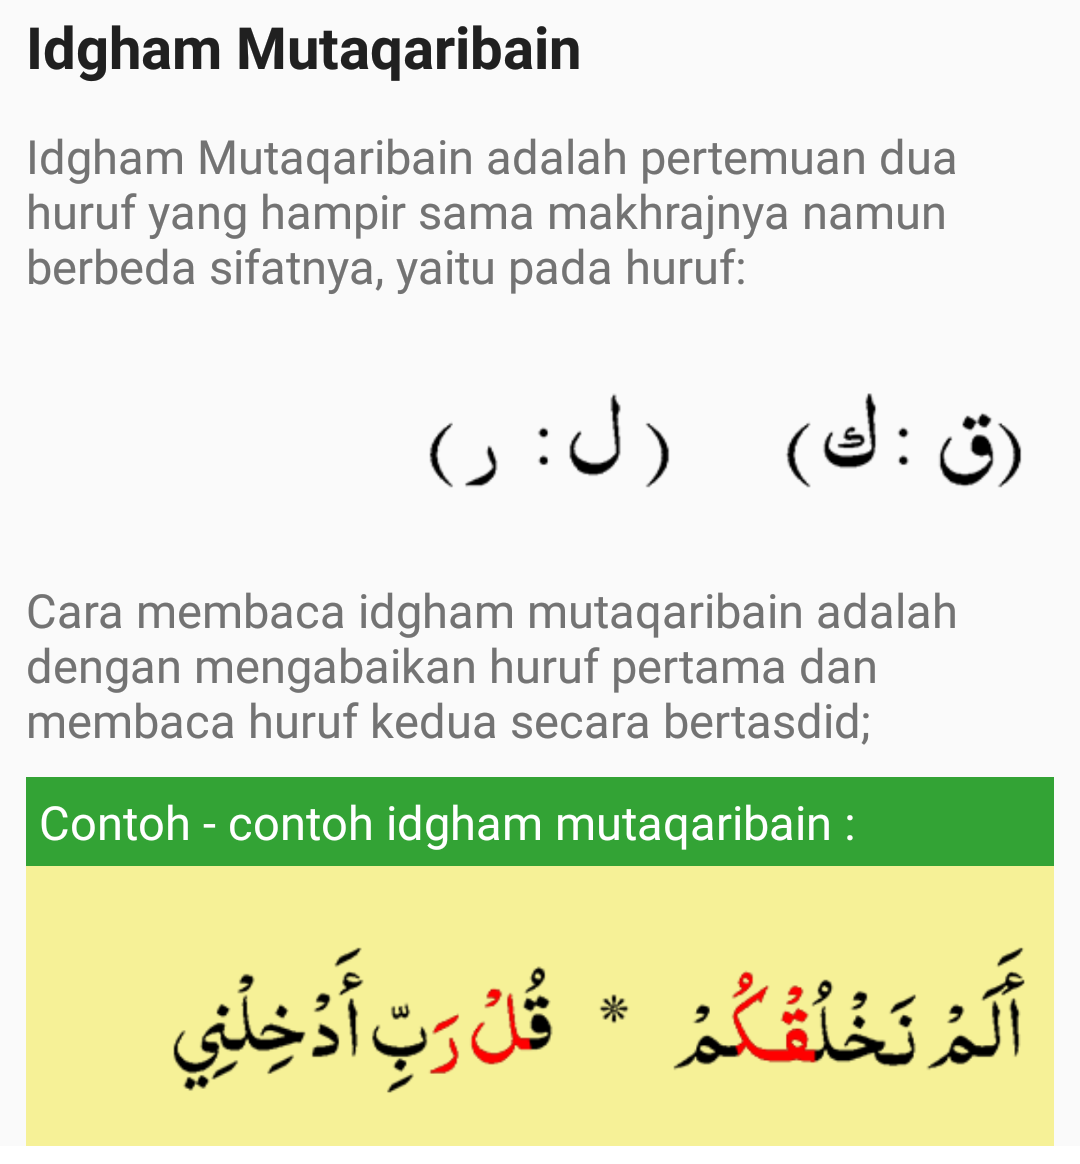 Idgham Mutaqaribain
Idgham Mutaqaribain adalah pertemuan dua
huruf yang hampir sama makhrajnya namun
berbeda sifatnya, yaitu pada huruf:
(ق : ك) (ل : ر)
Cara membaca idgham mutaqaribain adalah
dengan mengabaikan huruf pertama dan
membaca huruf kedua secara bertasdid;
Contoh - contoh idgham mutaqaribain :
أَلَمْ نَخْلُقْكُمْ * قُلْ رَبِّ أَدْخِلْنِي